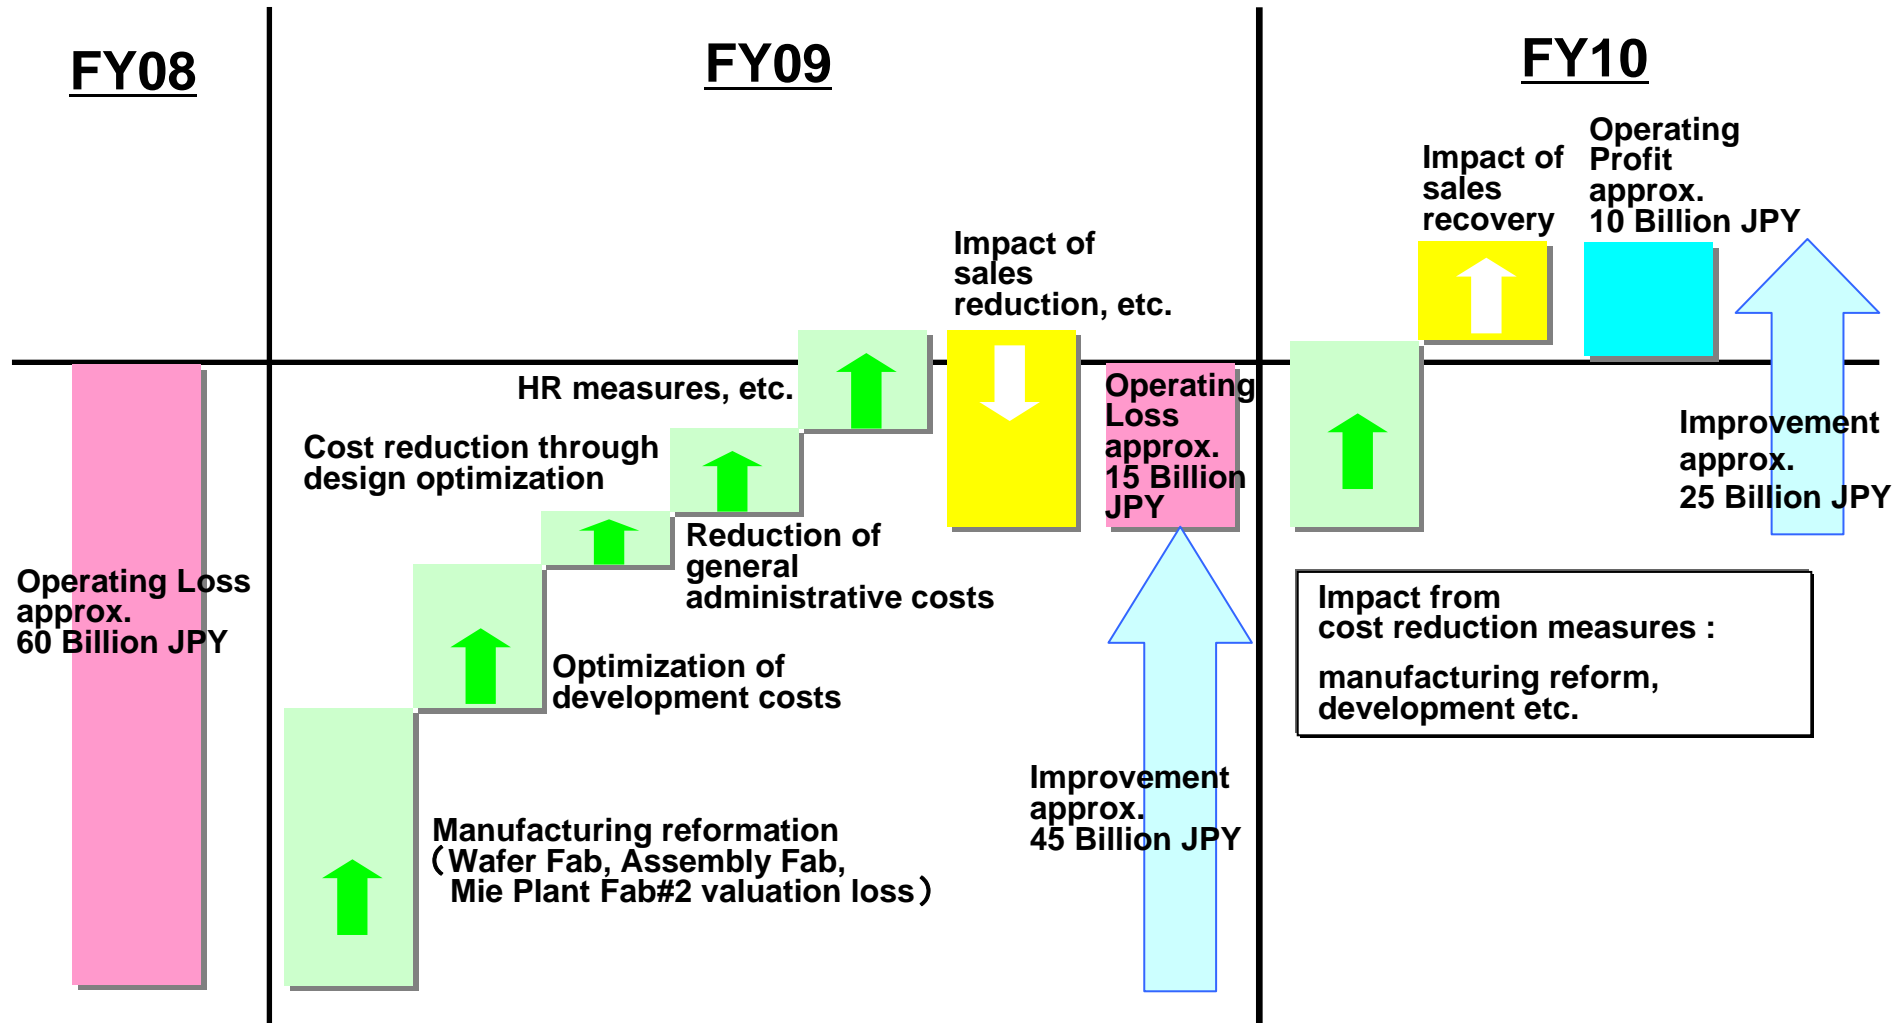 FY08
Operating Loss
approx.
60 Billion JPY
FY09
HR measures, etc.
Cost reduction through
design optimization
Reduction of
general
administrative costs
Optimization of
development costs
Manufacturing reformation
(Wafer Fab, Assembly Fab,
Mie Plant Fab#2 valuation loss)
Impact of
sales
reduction, etc.
Operating
Loss
approx.
15 Billion
JPY
Improvement
approx.
45 Billion JPY
FY10
Impact of
sales
recovery
Operating
Profit
approx.
10 Billion JPY
Improvement
approx.
25 Billion JPY
Impact from
cost reduction measures :
manufacturing reform,
development etc.